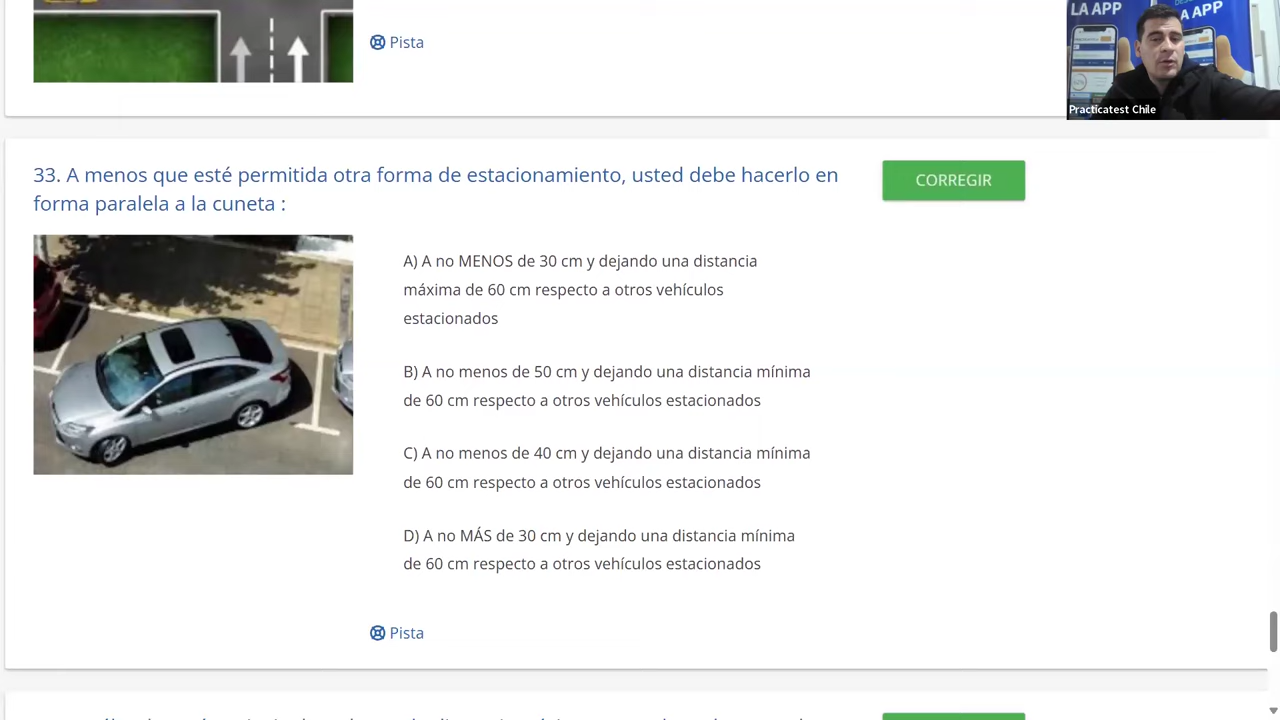 LA APP
A APP
Practicatest Chile
Pista
33. A menos que esté permitida otra forma de estacionamiento, usted debe hacerlo en
forma paralela a la cuneta :
CORREGIR
A) A no MENOS de 30 cm y dejando una distancia
máxima de 60 cm respecto a otros vehículos
estacionados
B) A no menos de 50 cm y dejando una distancia mínima
de 60 cm respecto a otros vehículos estacionados
C) A no menos de 40 cm y dejando una distancia mínima
de 60 cm respecto a otros vehículos estacionados
D) A no MÁS de 30 cm y dejando una distancia mínima
de 60 cm respecto a otros vehículos estacionados
Pista